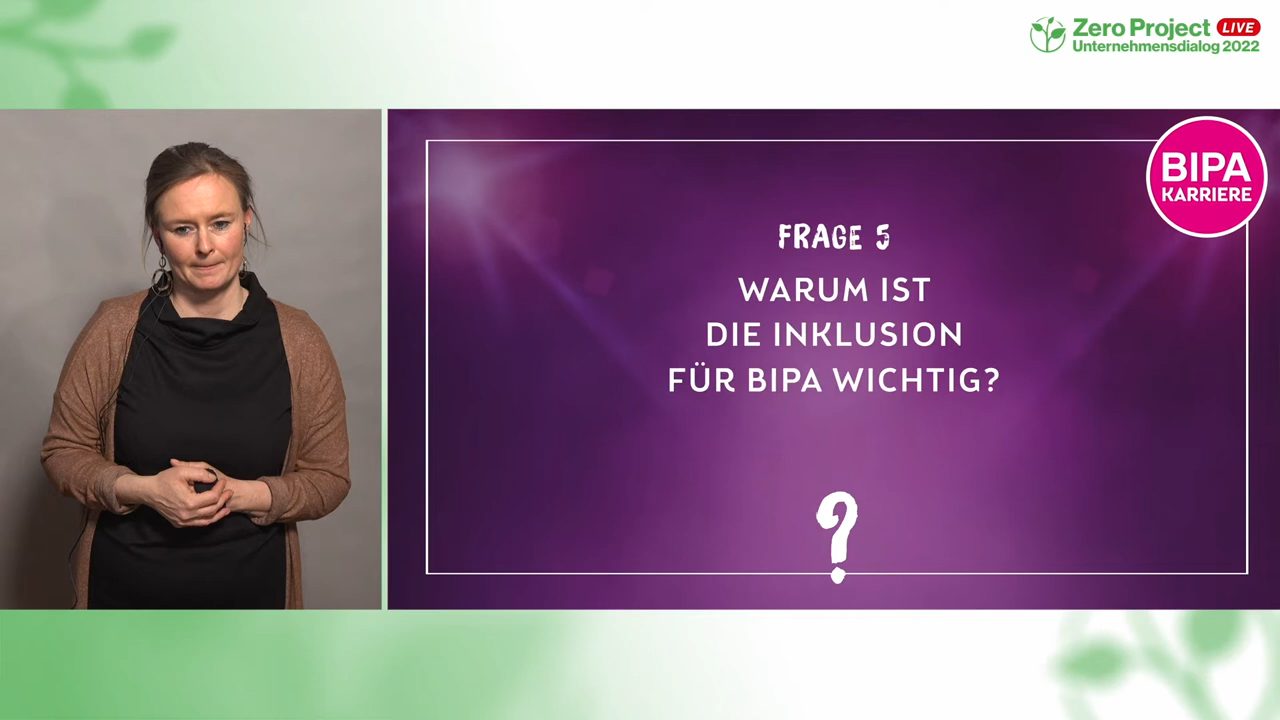 Zero Project LIVE
Unternehmensdialog 2022
BIPA
KARRIERE
FRAGE 5
WARUM IST
DIE INKLUSION
FÜR BIPA WICHTIG?
?